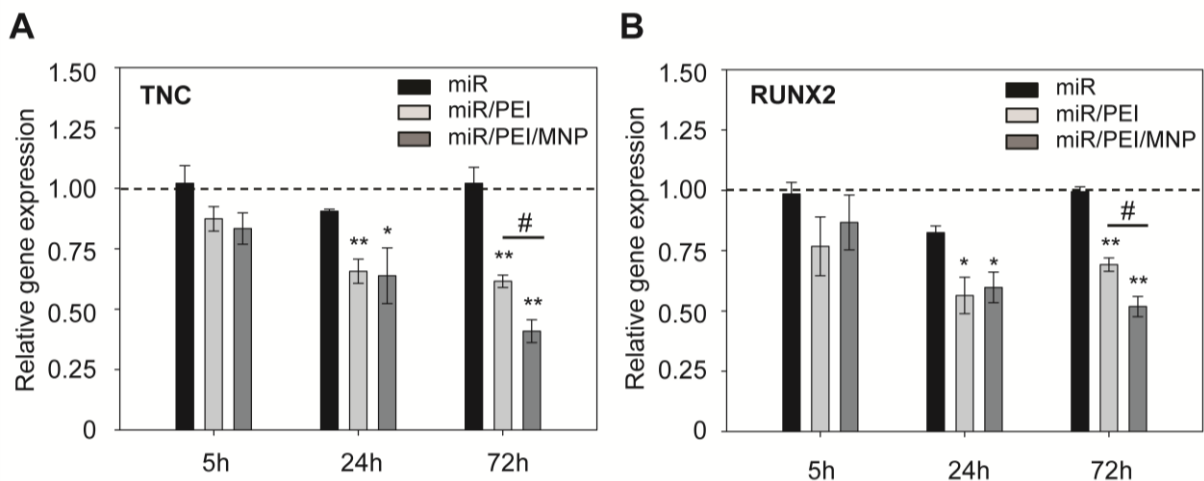 A
TNC
miR
miR/PEI
miR/PEI/MNP
Relative gene expression
1.50
1.25
1.00
0.75
0.50
0.25
0
** *
** # **
5h 24h 72h
B
RUNX2
miR
miR/PEI
miR/PEI/MNP
Relative gene expression
1.50
1.25
1.00
0.75
0.50
0.25
0
* *
** # **
5h 24h 72h